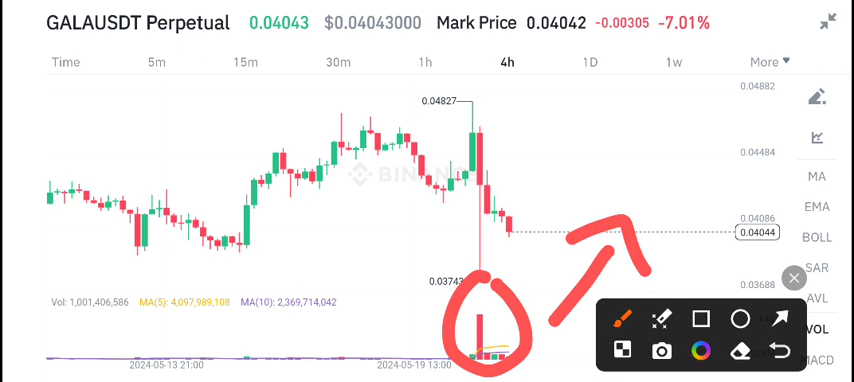 GALAUSDT Perpetual 0.04043 $0.04043000 Mark Price 0.04042 -0.00305 -7.01%
Time 5m 15m 30m 1h 4h 1D 1w More
0.04882
0.04827
0.04484
BINANCE
MA
EMA
0.04086
BOLL
0.04044
SAR
0.03743
0.03688
AVL
Vol: 1,001,406,586 MA(5): 4,097,989,108 MA(10): 2,369,714,042
VOL
MACD
2024-05-13 21:00 2024-05-19 13:00